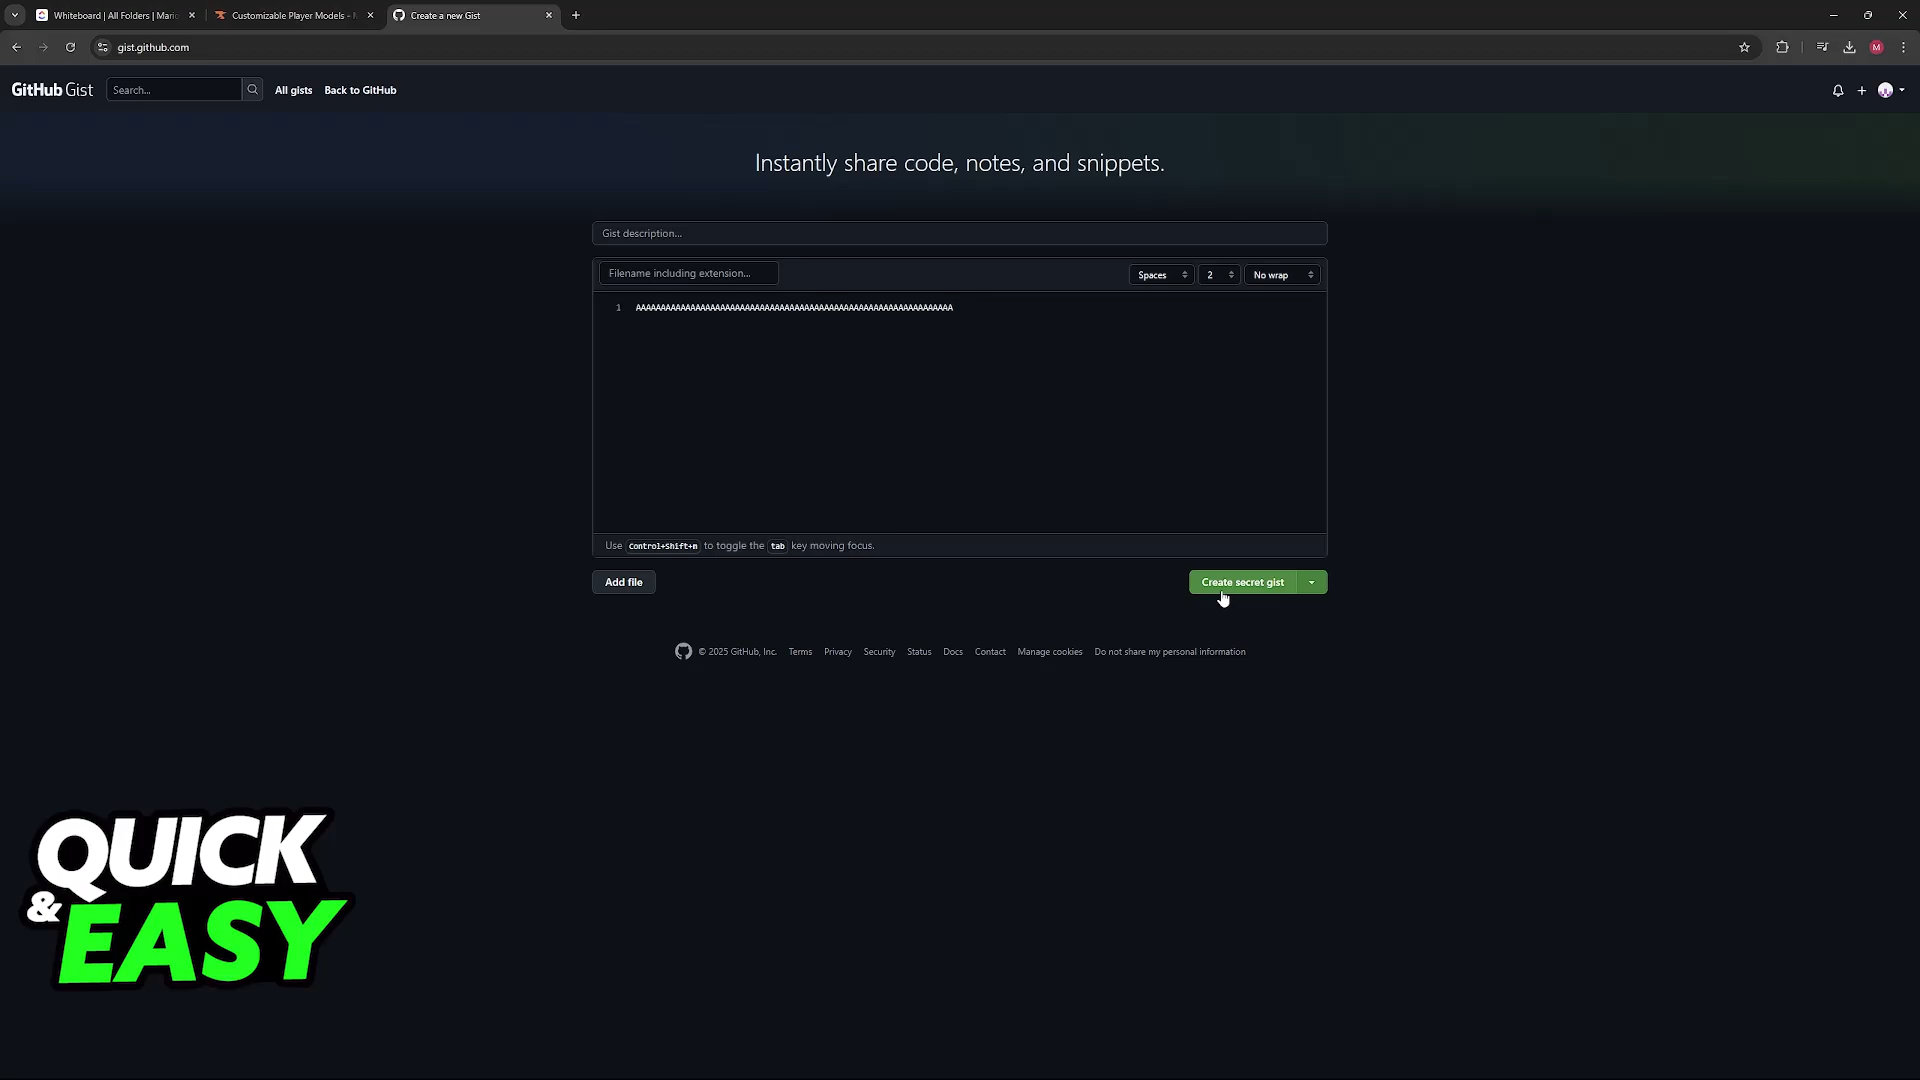 Whiteboard | All Folders | Mari
Customizable Player Models -
Create a new Gist
gist.github.com
M
GitHub Gist
Search...
All gists
Back to GitHub
Instantly share code, notes, and snippets.
Gist description...
Filename including extension...
Spaces
2
No wrap
1
Use Control+Shift+m to toggle the tab key moving focus.
Add file
Create secret gist
© 2025 GitHub, Inc.
Terms
Privacy
Security
Status
Docs
Contact
Manage cookies
Do not share my personal information
QUICK
& EASY